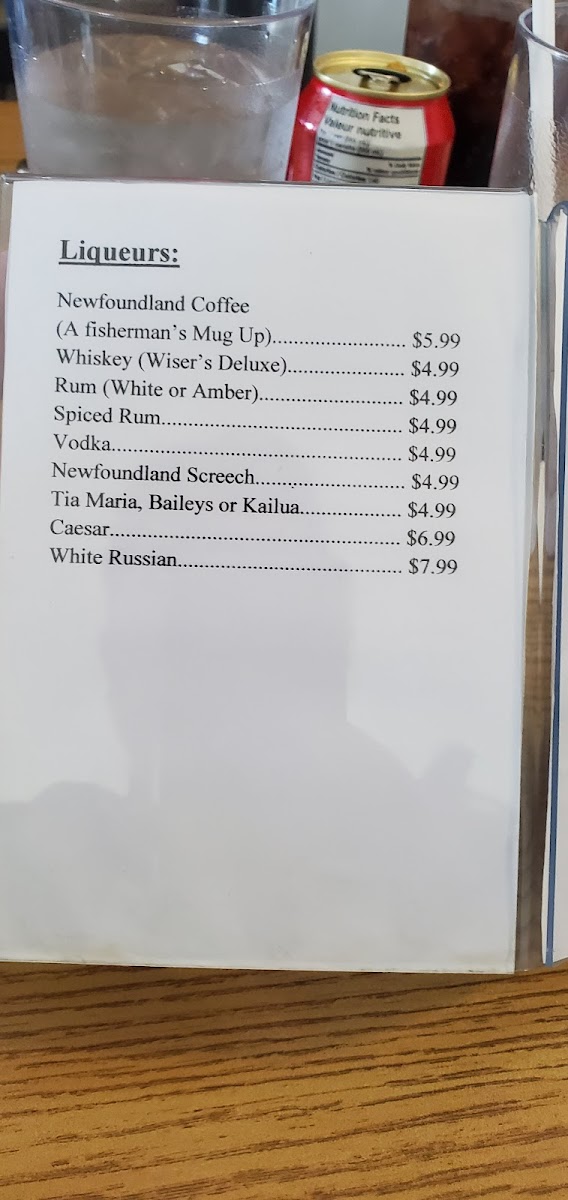 Nutrition Facts
Valeur nutritive
Liqueurs:
Newfoundland Coffee
(A fisherman's Mug Up)........................... $5.99
Whiskey (Wiser's Deluxe)........................ $4.99
Rum (White or Amber)............................. $4.99
Spiced Rum................................................. $4.99
Vodka........................................................... $4.99
Newfoundland Screech.............................. $4.99
Tia Maria, Baileys or Kailua..................... $4.99
Caesar........................................................... $6.99
White Russian............................................. $7.99